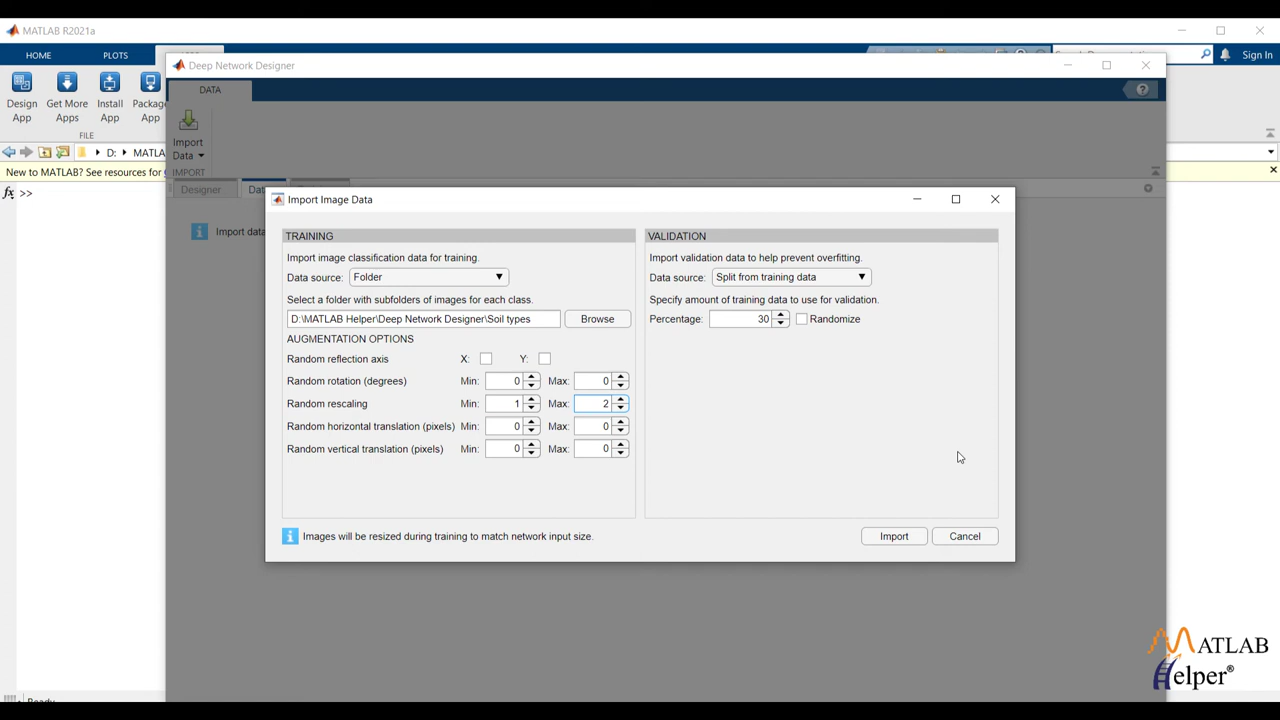 MATLAB R2021a
HOME
PLOTS
Sign In
Design App
Get More Apps
Install App
Package App
FILE
D:
MATLA
New to MATLAB? See resources for
fx >>
Deep Network Designer
DATA
Import Data
IMPORT
Designer
Dat
Import data
Import Image Data
TRAINING
Import image classification data for training.
Data source: Folder
Select a folder with subfolders of images for each class.
D:\MATLAB Helper\Deep Network Designer\Soil types
Browse
AUGMENTATION OPTIONS
Random reflection axis X: Y:
Random rotation (degrees) Min: 0 Max: 0
Random rescaling Min: 1 Max: 2
Random horizontal translation (pixels) Min: 0 Max: 0
Random vertical translation (pixels) Min: 0 Max: 0
VALIDATION
Import validation data to help prevent overfitting.
Data source: Split from training data
Specify amount of training data to use for validation.
Percentage: 30 Randomize
Images will be resized during training to match network input size.
Import
Cancel
MATLAB
Helper®